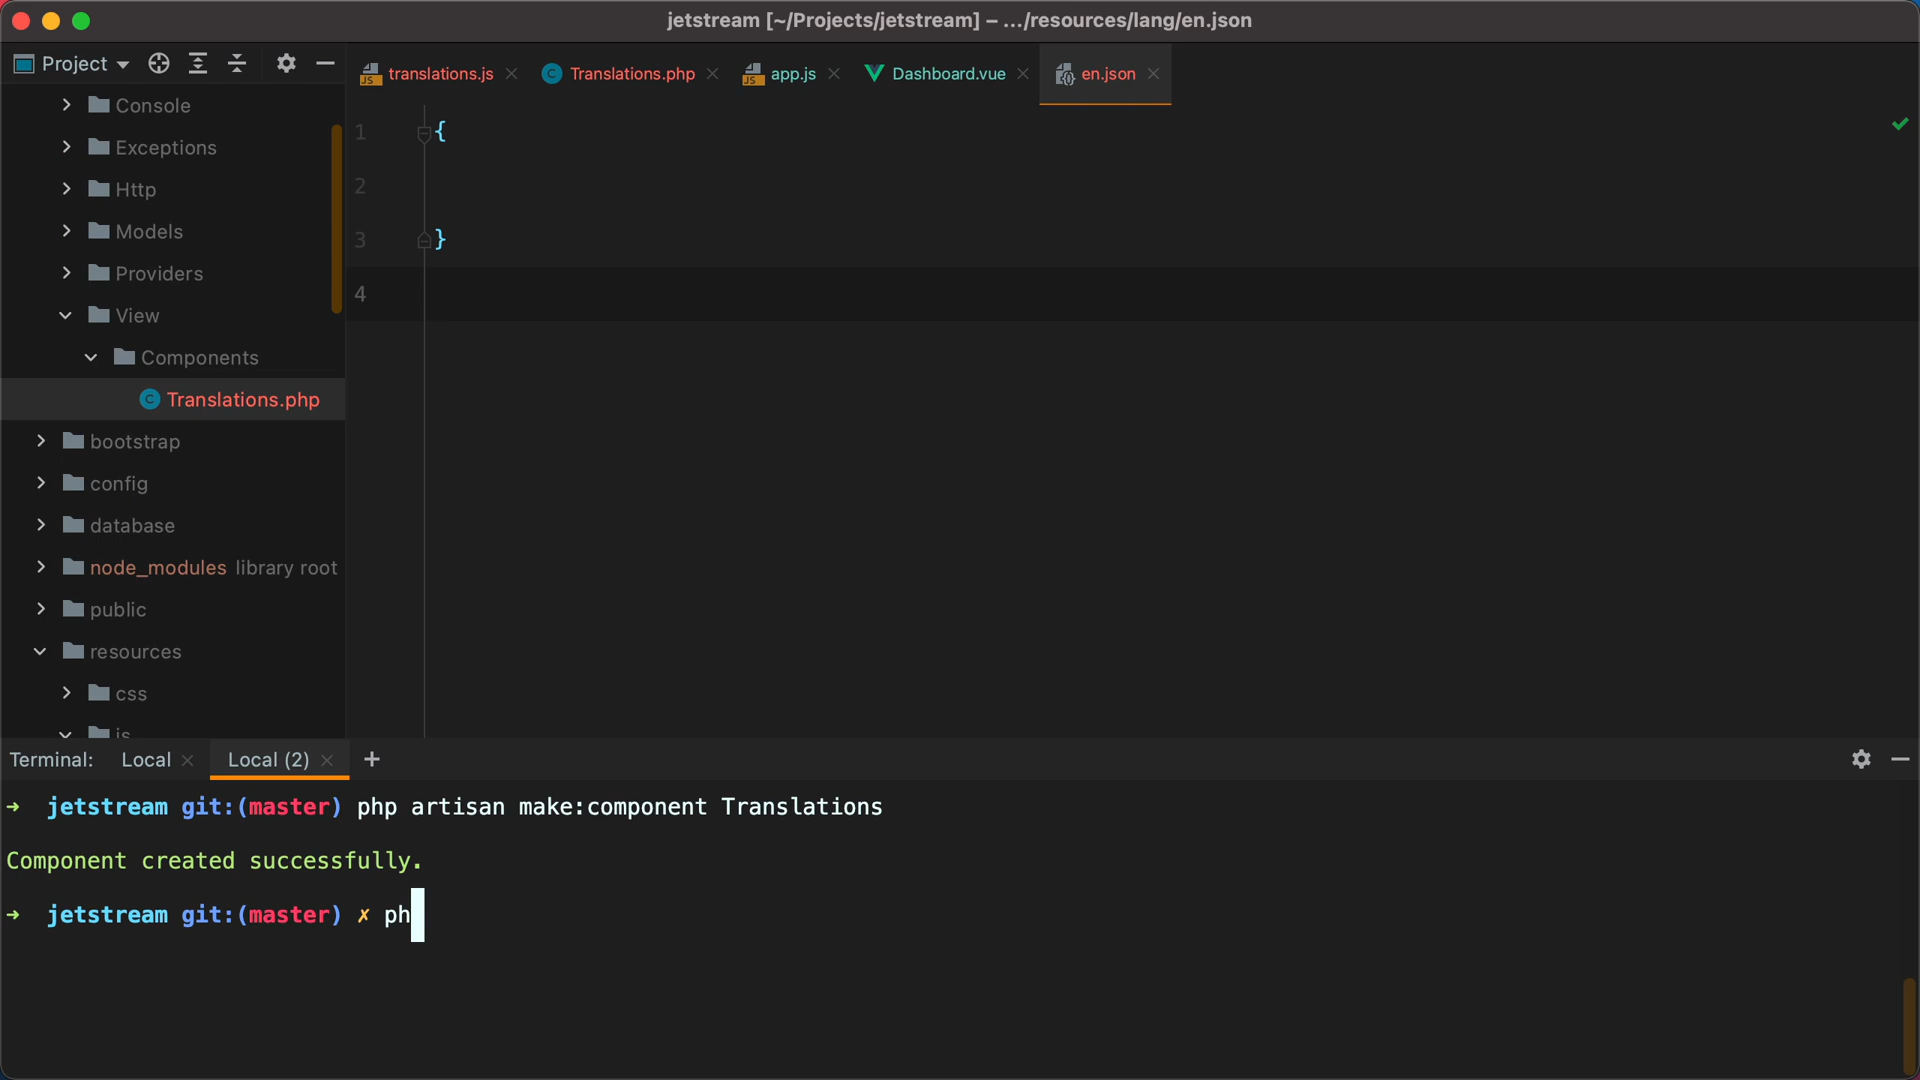 jetstream [~/Projects/jetstream] – .../resources/lang/en.json
Project
translations.js
Translations.php
app.js
Dashboard.vue
en.json
Console
Exceptions
Http
Models
Providers
View
Components
Translations.php
bootstrap
config
database
node_modules library root
public
resources
css
js
1 {
2
3 }
4
Terminal: Local Local (2) +
➜ jetstream git:(master) php artisan make:component Translations
Component created successfully.
➜ jetstream git:(master) ✗ ph